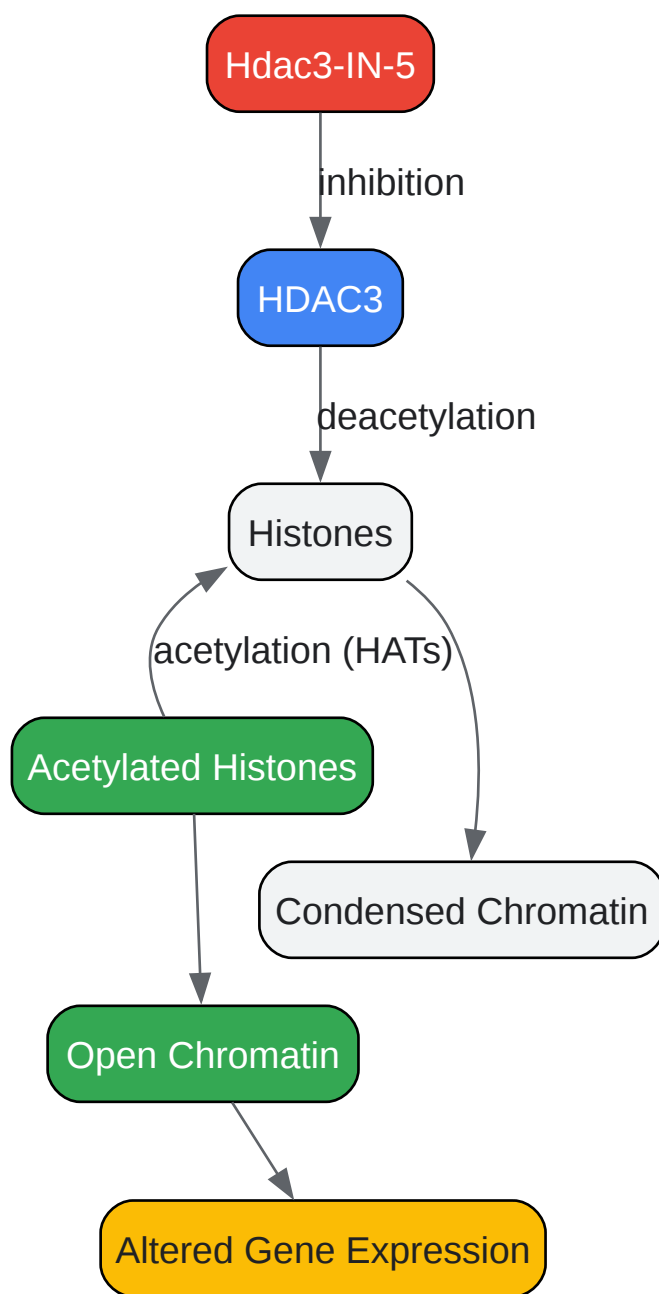 Hdac3-IN-5
inhibition
HDAC3
deacetylation
Histones
acetylation (HATs)
Acetylated Histones
Condensed Chromatin
Open Chromatin
Altered Gene Expression